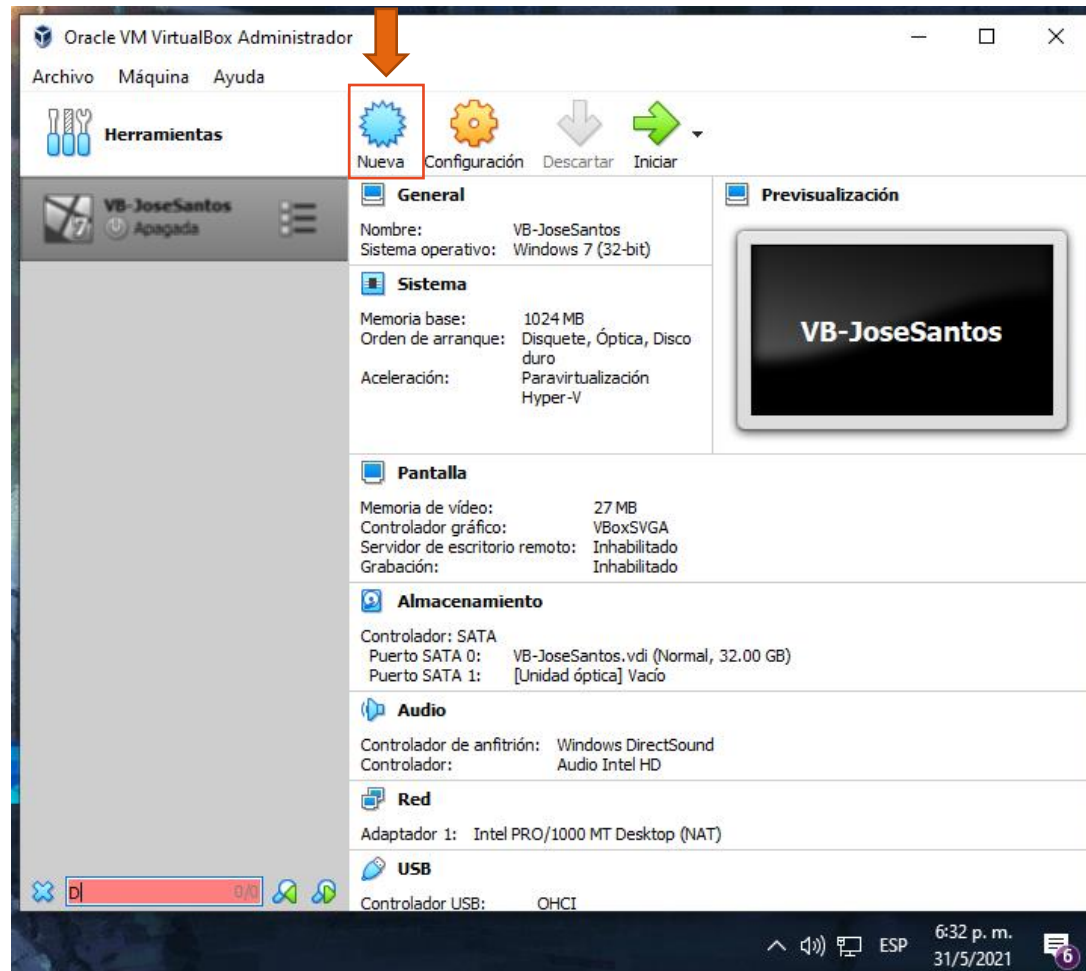 Oracle VM VirtualBox Administrador
Archivo Máquina Ayuda
Herramientas
Nueva Configuración Descartar Iniciar
VB-JoseSantos
Apagada
General
Nombre: VB-JoseSantos
Sistema operativo: Windows 7 (32-bit)
Previsualización
VB-JoseSantos
Sistema
Memoria base: 1024 MB
Orden de arranque: Disquete, Óptica, Disco
duro
Aceleración: Paravirtualización
Hyper-V
Pantalla
Memoria de vídeo: 27 MB
Controlador gráfico: VBoxSVGA
Servidor de escritorio remoto: Inhabilitado
Grabación: Inhabilitado
Almacenamiento
Controlador: SATA
Puerto SATA 0: VB-JoseSantos.vdi (Normal, 32.00 GB)
Puerto SATA 1: [Unidad óptica] Vacío
Audio
Controlador de anfitrión: Windows DirectSound
Controlador: Audio Intel HD
Red
Adaptador 1: Intel PRO/1000 MT Desktop (NAT)
USB
Controlador USB: OHCI
D 0/0
ESP
6:32 p. m.
31/5/2021
6